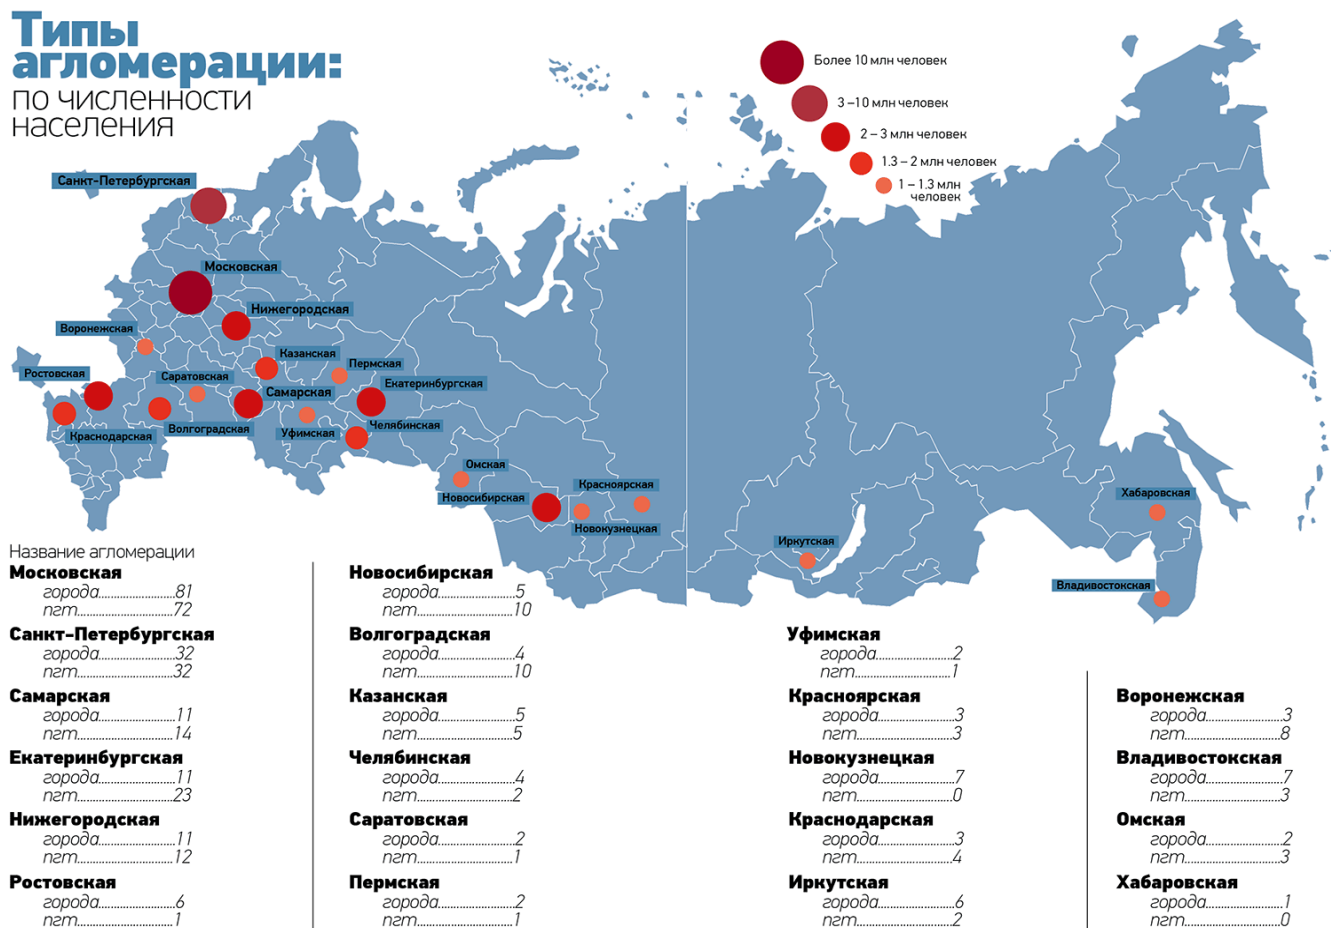 Типы
агломерации:
по численности
населения
Более 10 млн человек
3 –10 млн человек
2 – 3 млн человек
1.3 – 2 млн человек
1 – 1.3 млн
человек
Санкт-Петербургская
Московская
Нижегородская
Воронежская
Казанская
Пермская
Ростовская
Саратовская
Екатеринбургская
Самарская
Краснодарская
Волгоградская
Уфимская
Челябинская
Омская
Новосибирская
Красноярская
Новокузнецкая
Иркутская
Хабаровская
Владивостокская
Название агломерации
Московская
города.......................81
пгт............................72
Санкт-Петербургская
города.......................32
пгт............................32
Самарская
города.......................11
пгт............................14
Екатеринбургская
города.......................11
пгт............................23
Нижегородская
города.......................11
пгт............................12
Ростовская
города.......................6
пгт............................1
Новосибирская
города.......................5
пгт............................10
Волгоградская
города.......................4
пгт............................10
Казанская
города.......................5
пгт............................5
Челябинская
города.......................4
пгт............................2
Саратовская
города.......................2
пгт............................1
Пермская
города.......................2
пгт............................1
Уфимская
города.......................2
пгт............................1
Красноярская
города.......................3
пгт............................3
Новокузнецкая
города.......................7
пгт............................0
Краснодарская
города.......................3
пгт............................4
Иркутская
города.......................6
пгт............................2
Воронежская
города.......................3
пгт............................8
Владивостокская
города.......................7
пгт............................3
Омская
города.......................2
пгт............................3
Хабаровская
города.......................1
пгт............................0